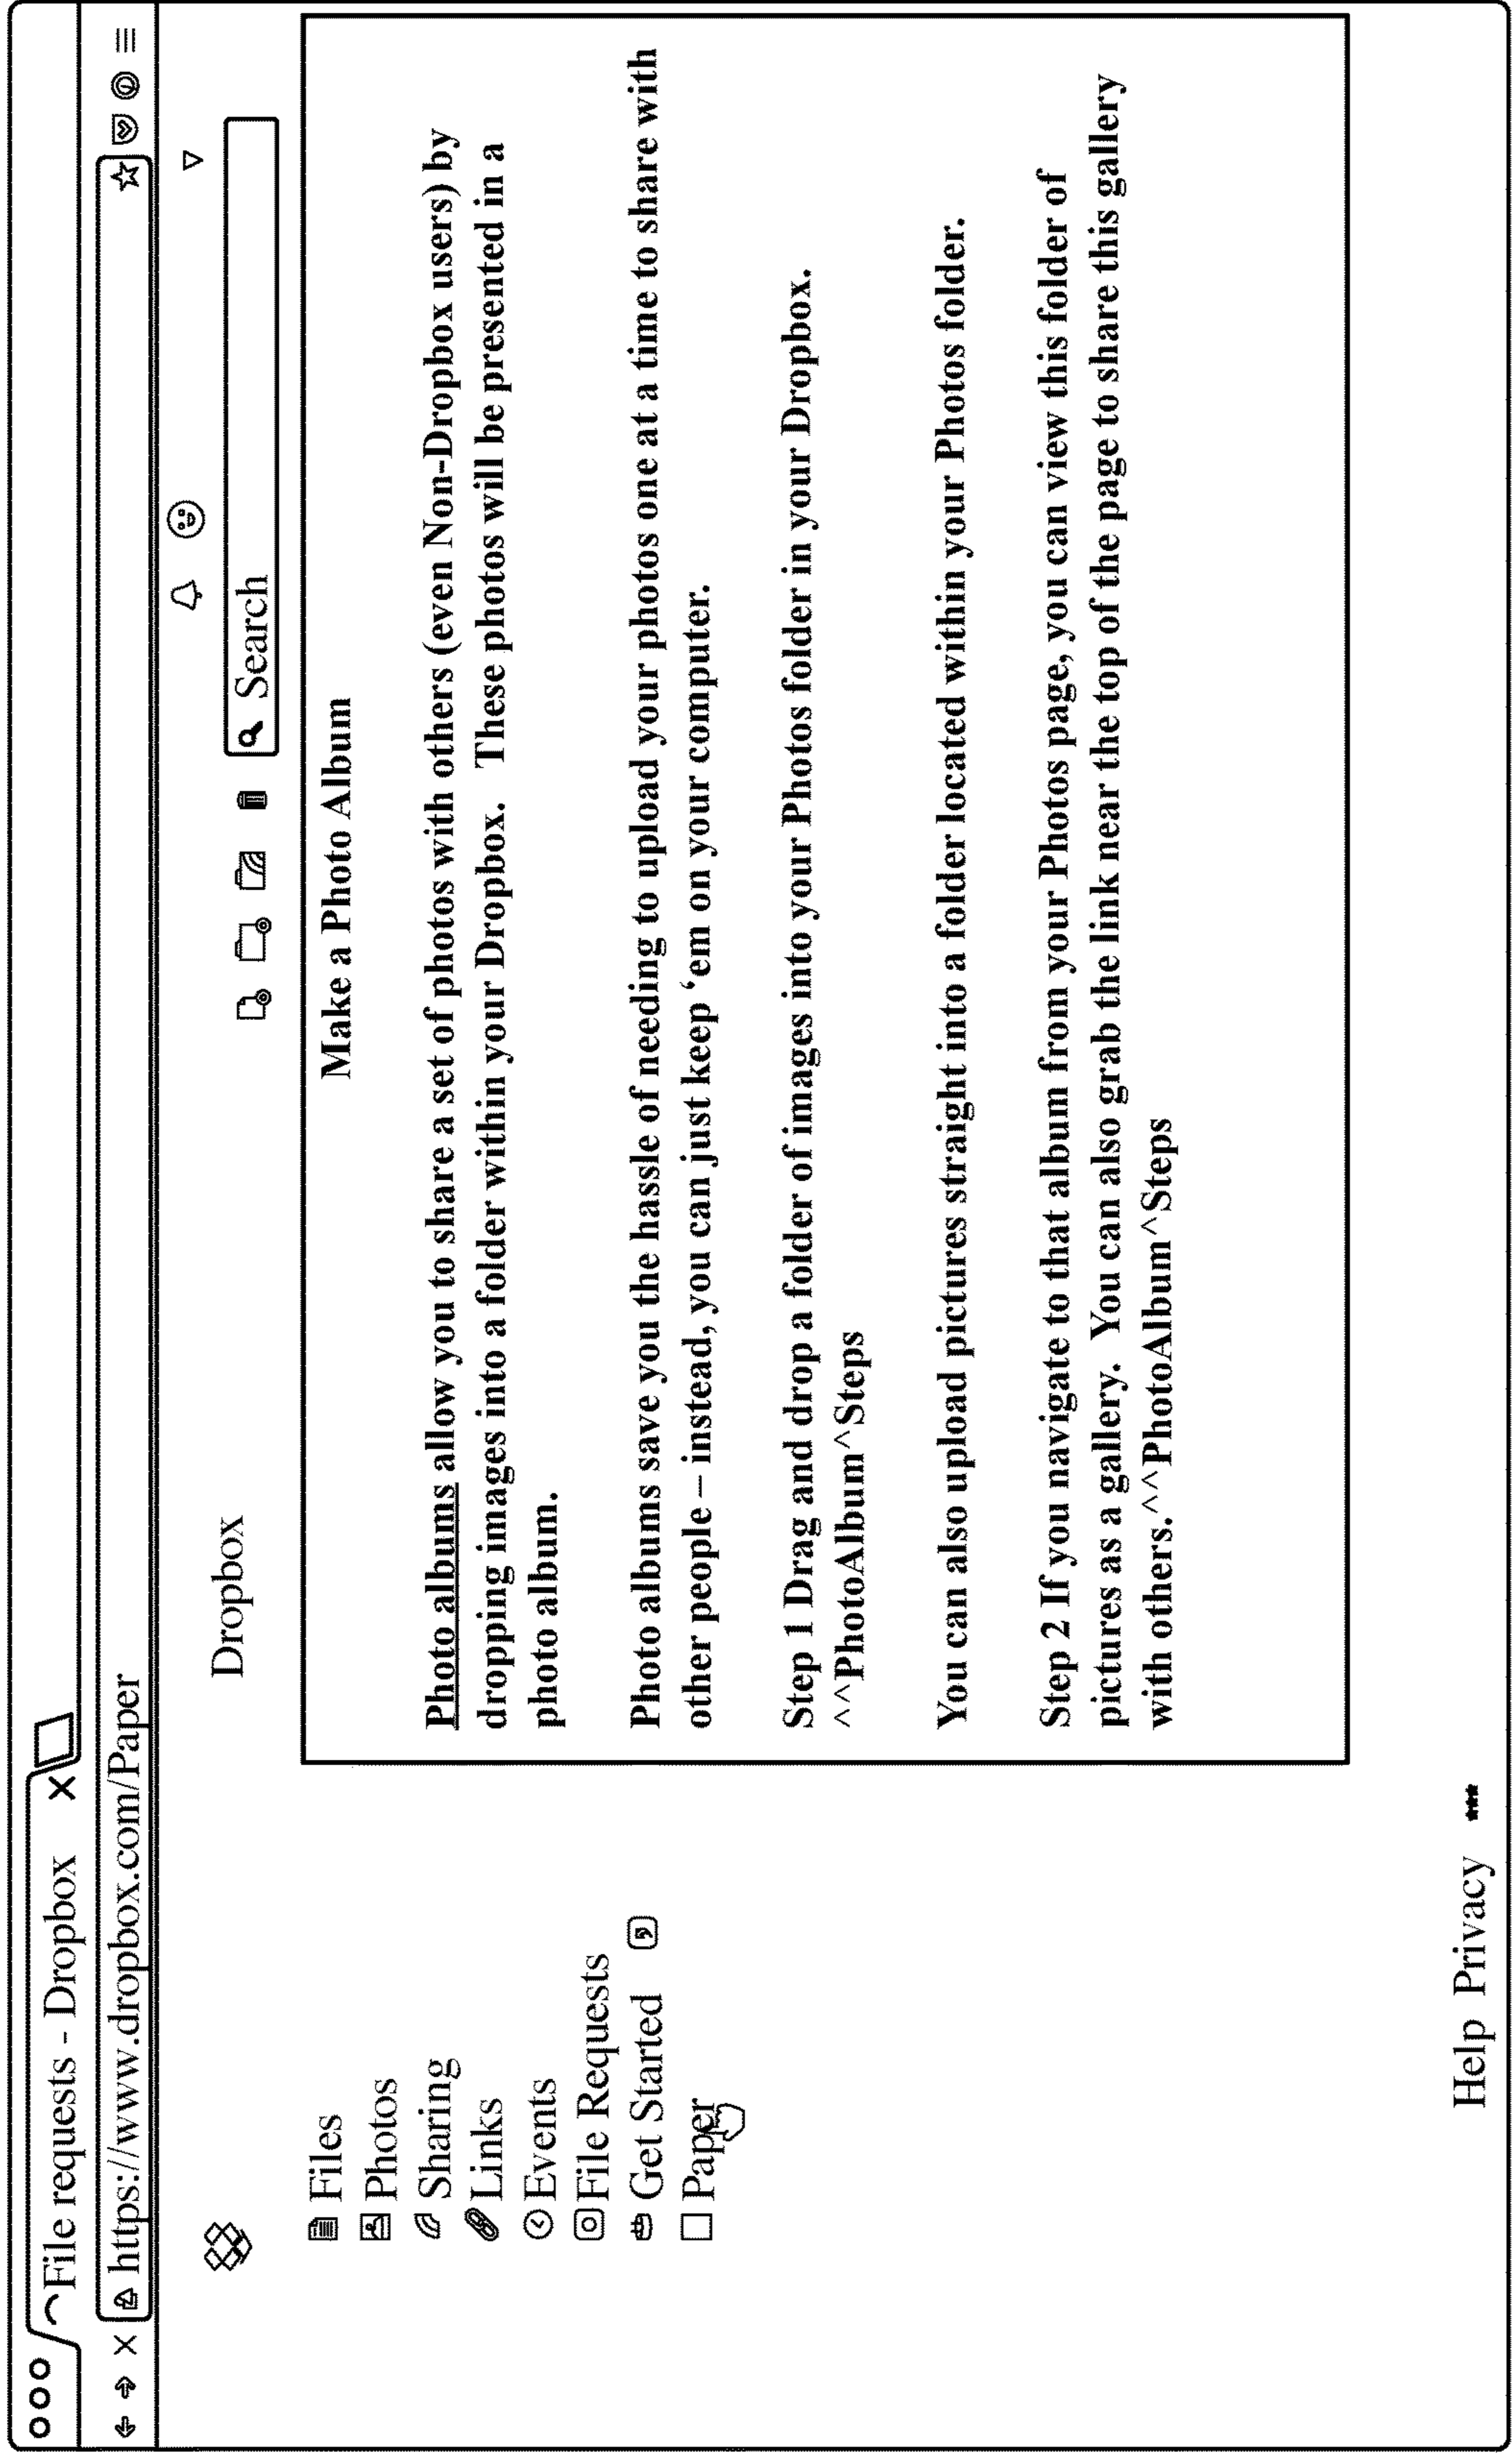 File requests - Dropbox X
https://www.dropbox.com/Paper
Dropbox
Search
Files
Photos
Sharing
Links
Events
File Requests
Get Started
Paper
Make a Photo Album
Photo albums allow you to share a set of photos with others (even Non-Dropbox users) by
dropping images into a folder within your Dropbox. These photos will be presented in a
photo album.
Photo albums save you the hassle of needing to upload your photos one at a time to share with
other people – instead, you can just keep ‘em on your computer.
Step 1 Drag and drop a folder of images into your Photos folder in your Dropbox.
^^PhotoAlbum^Steps
You can also upload pictures straight into a folder located within your Photos folder.
Step 2 If you navigate to that album from your Photos page, you can view this folder of
pictures as a gallery. You can also grab the link near the top of the page to share this gallery
with others.^^PhotoAlbum^Steps
Help Privacy